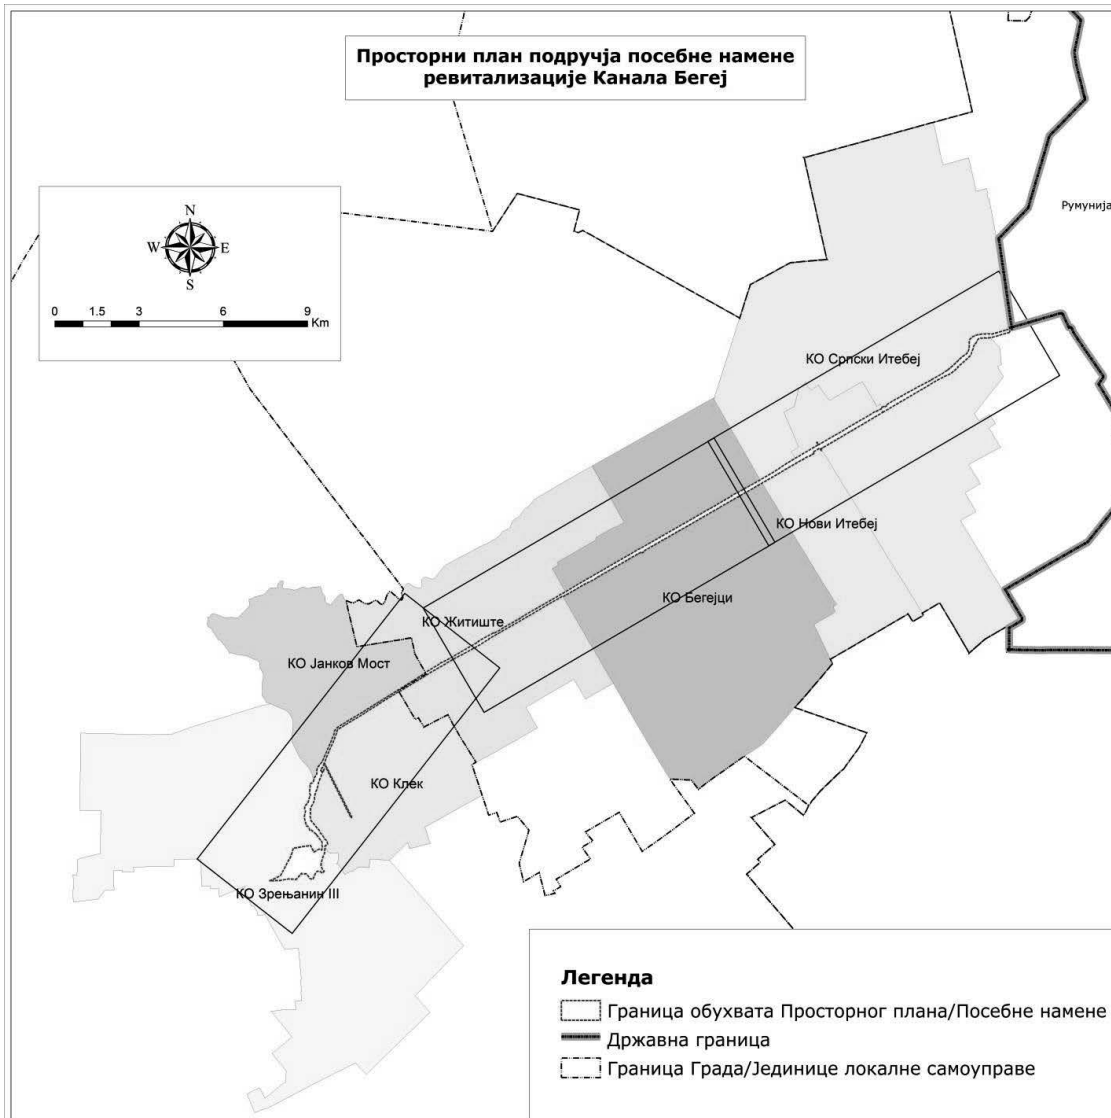 Просторни план подручја посебне намене
ревитализације Канала Бегеј
Румунија
N
W E
S
0 1.5 3 6 9
Km
КО Српски Итебеј
КО Нови Итебеј
КО Бегејци
КО Житиште
КО Јанков Мост
КО Клек
КО Зрењанин III
Легенда
Граница обухвата Просторног плана/Посебне намене
Државна граница
Граница Града/Јединице локалне самоуправе